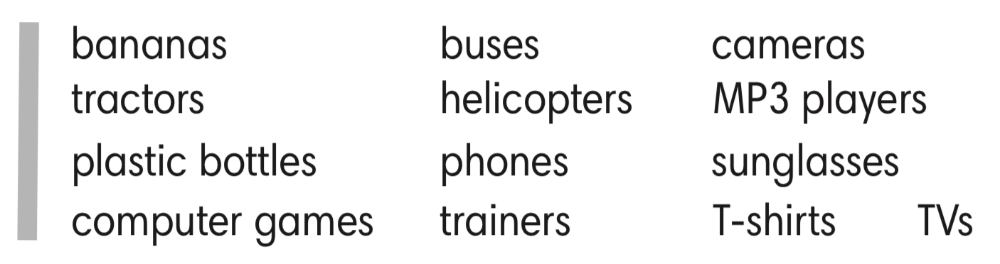 bananas buses cameras
tractors helicopters MP3 players
plastic bottles phones sunglasses
computer games trainers T-shirts TVs